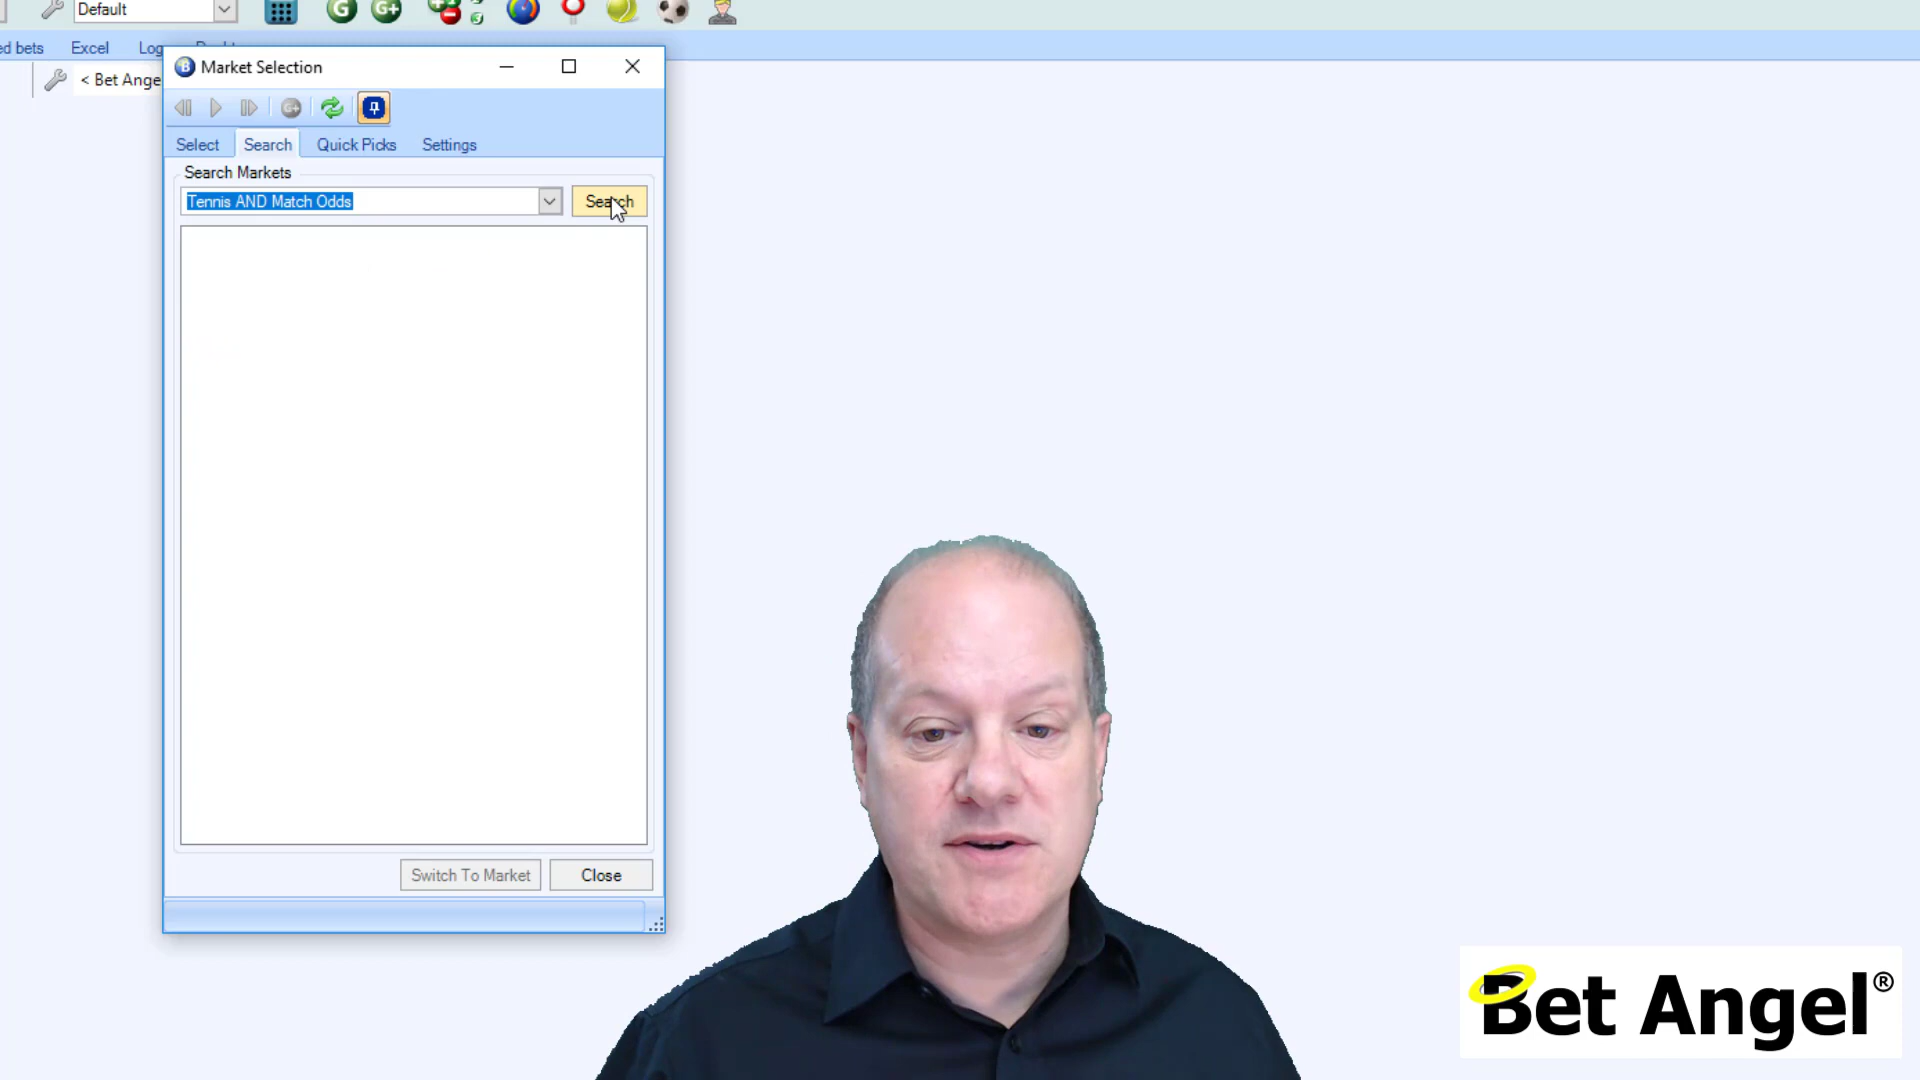 Default
G G+
ed bets Excel Log
< Bet Ange
Market Selection
Select Search Quick Picks Settings
Search Markets
Tennis AND Match Odds Search
Switch To Market Close
Bet Angel®